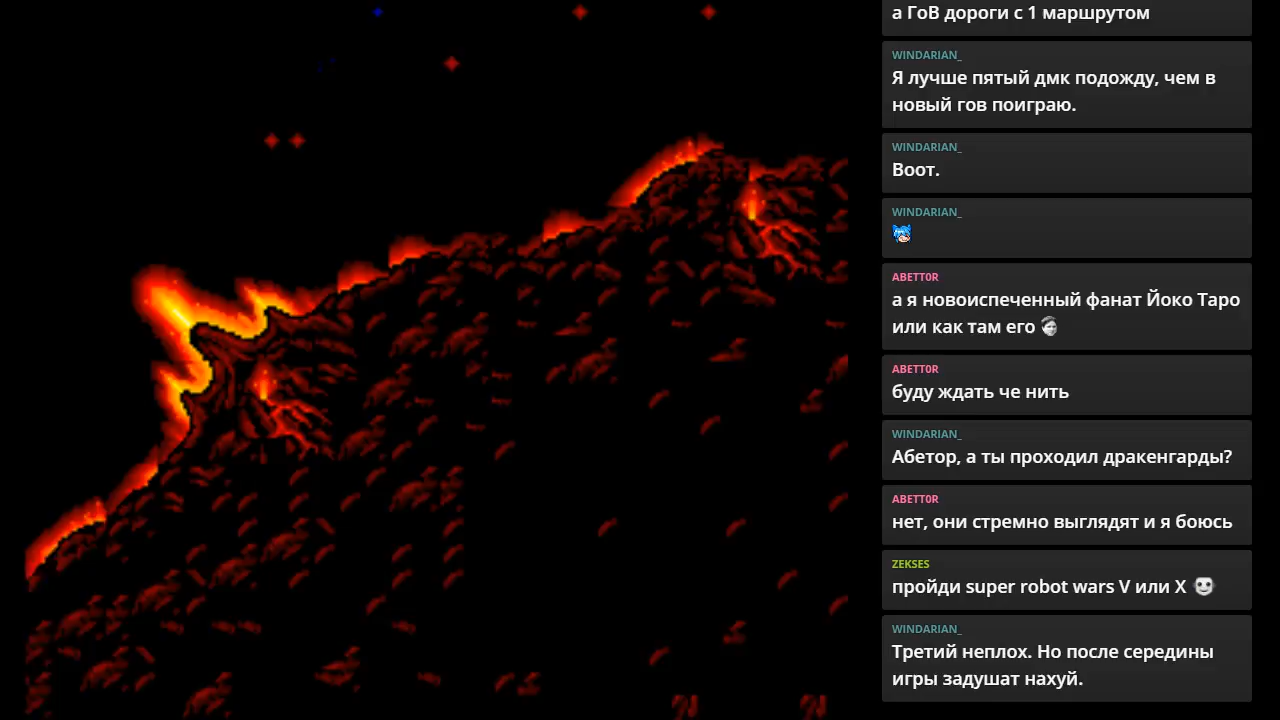 а ГоВ дороги с 1 маршрутом
WINDARIAN_
Я лучше пятый дмк подожду, чем в
новый гов поиграю.
WINDARIAN_
Воот.
WINDARIAN_
ABETT0R
а я новоиспеченный фанат Йоко Таро
или как там его
ABETT0R
буду ждать че нить
WINDARIAN_
Абетор, а ты проходил дракенгарды?
ABETT0R
нет, они стремно выглядят и я боюсь
ZEKSES
пройди super robot wars V или X
WINDARIAN_
Третий неплох. Но после середины
игры задушат нахуй.